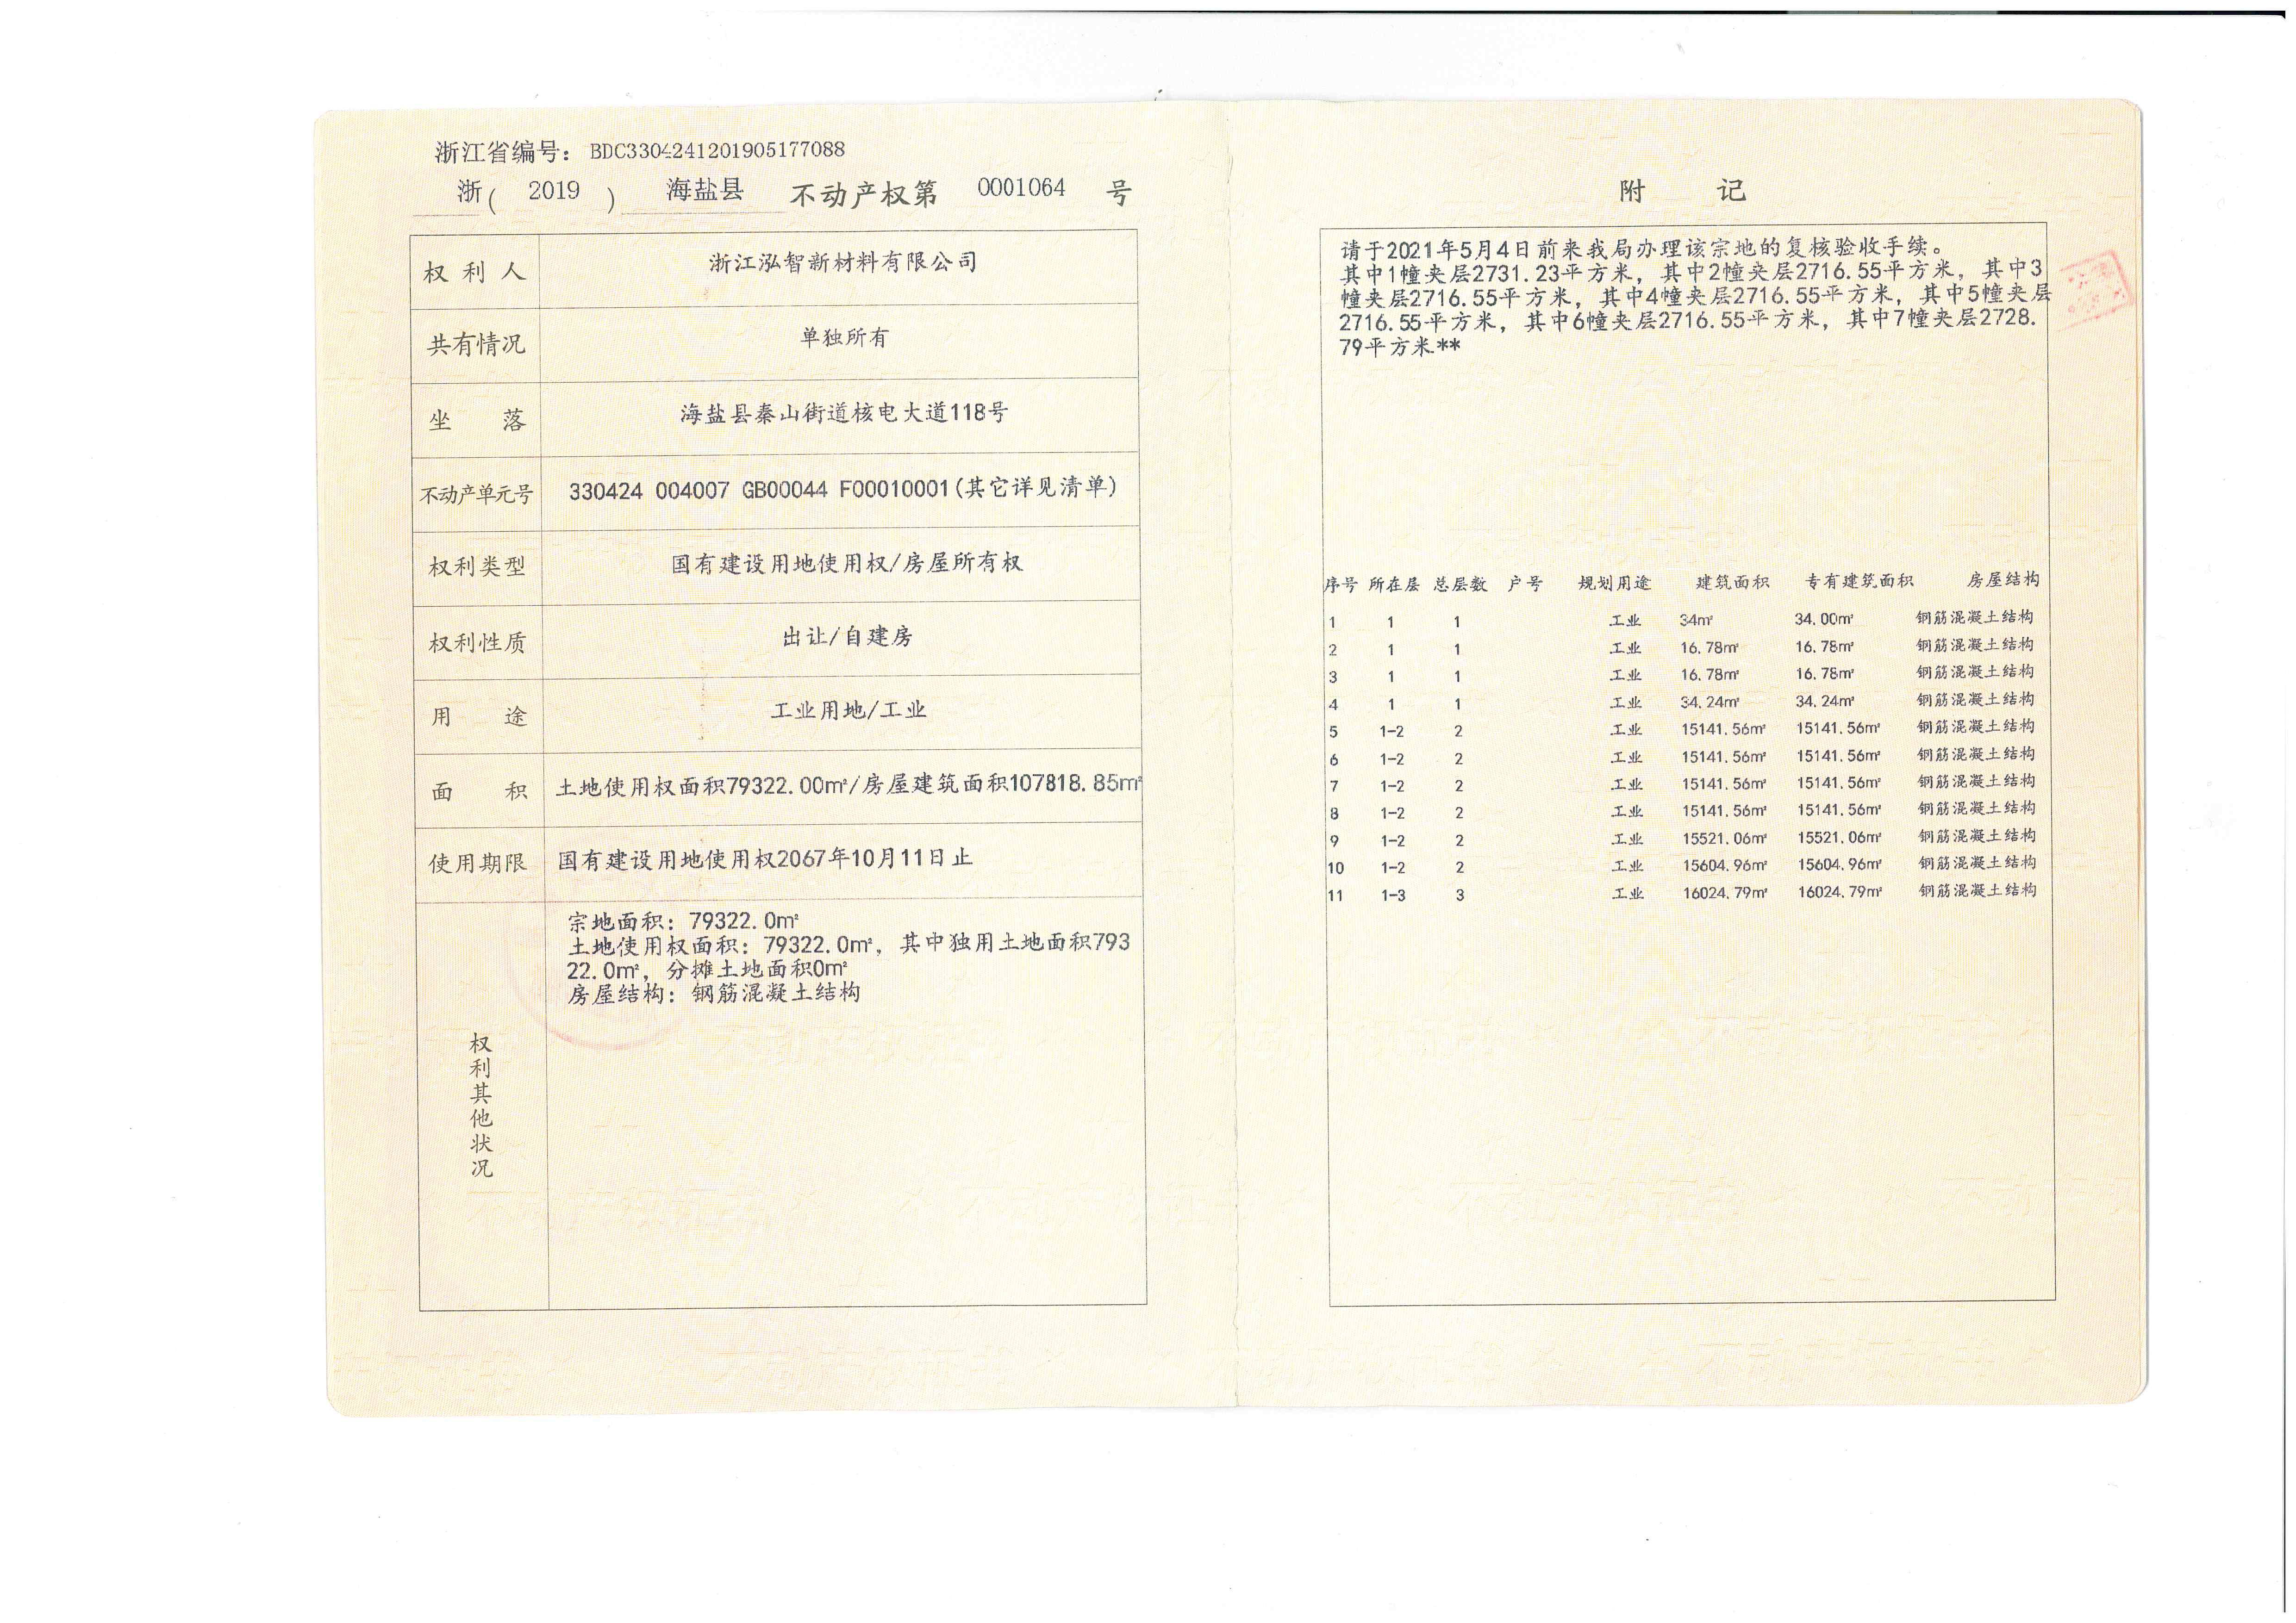 浙江省编号： BDC3304241201905177088
浙( 2019 ) 海盐县 不动产权第 0001064 号
权利人 浙江泓智新材料有限公司
共有情况 单独所有
坐落 海盐县秦山街道核电大道118号
不动产单元号 330424 004007 GB00044 F00010001(其它详见清单)
权利类型 国有建设用地使用权/房屋所有权
权利性质 出让/自建房
用途 工业用地/工业
面积 土地使用权面积79322.00㎡/房屋建筑面积107818.85㎡
使用期限 国有建设用地使用权2067年10月11日止
权利其他状况
宗地面积：79322.0㎡
土地使用权面积：79322.0㎡，其中独用土地面积793
22.0㎡，分摊土地面积0㎡
房屋结构：钢筋混凝土结构
附 记
请于2021年5月4日前来我局办理该宗地的复核验收手续。
其中1幢夹层2731.23平方米，其中2幢夹层2716.55平方米，其中3
幢夹层2716.55平方米，其中4幢夹层2716.55平方米，其中5幢夹层
2716.55平方米，其中6幢夹层2716.55平方米，其中7幢夹层2728.
79平方米**
序号 所在层 总层数 户号 规划用途 建筑面积 专有建筑面积 房屋结构
1 1 1 工业 34㎡ 34.00㎡ 钢筋混凝土结构
2 1 1 工业 16.78㎡ 16.78㎡ 钢筋混凝土结构
3 1 1 工业 16.78㎡ 16.78㎡ 钢筋混凝土结构
4 1 1 工业 34.24㎡ 34.24㎡ 钢筋混凝土结构
5 1-2 2 工业 15141.56㎡ 15141.56㎡ 钢筋混凝土结构
6 1-2 2 工业 15141.56㎡ 15141.56㎡ 钢筋混凝土结构
7 1-2 2 工业 15141.56㎡ 15141.56㎡ 钢筋混凝土结构
8 1-2 2 工业 15141.56㎡ 15141.56㎡ 钢筋混凝土结构
9 1-2 2 工业 15521.06㎡ 15521.06㎡ 钢筋混凝土结构
10 1-2 2 工业 15604.96㎡ 15604.96㎡ 钢筋混凝土结构
11 1-3 3 工业 16024.79㎡ 16024.79㎡ 钢筋混凝土结构